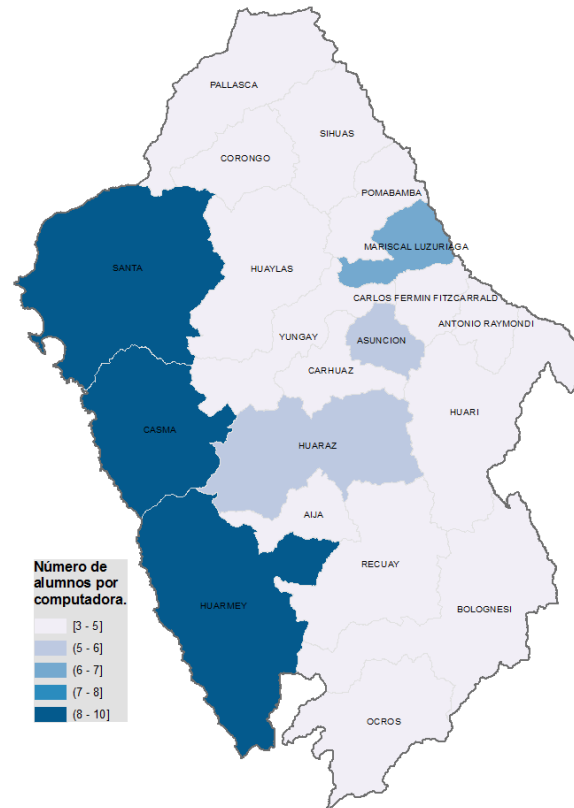 PALLASCA
SIHUAS
CORONGO
POMABAMBA
MARISCAL LUZURIAGA
SANTA
HUAYLAS
CARLOS FERMIN FITZCARRALD
ANTONIO RAYMONDI
YUNGAY
ASUNCION
CARHUAZ
HUARI
CASMA
HUARAZ
AIJA
RECUAY
HUARMEY
BOLOGNESI
OCROS
Número de
alumnos por
computadora.
[3 - 5]
(5 - 6]
(6 - 7]
(7 - 8]
(8 - 10]